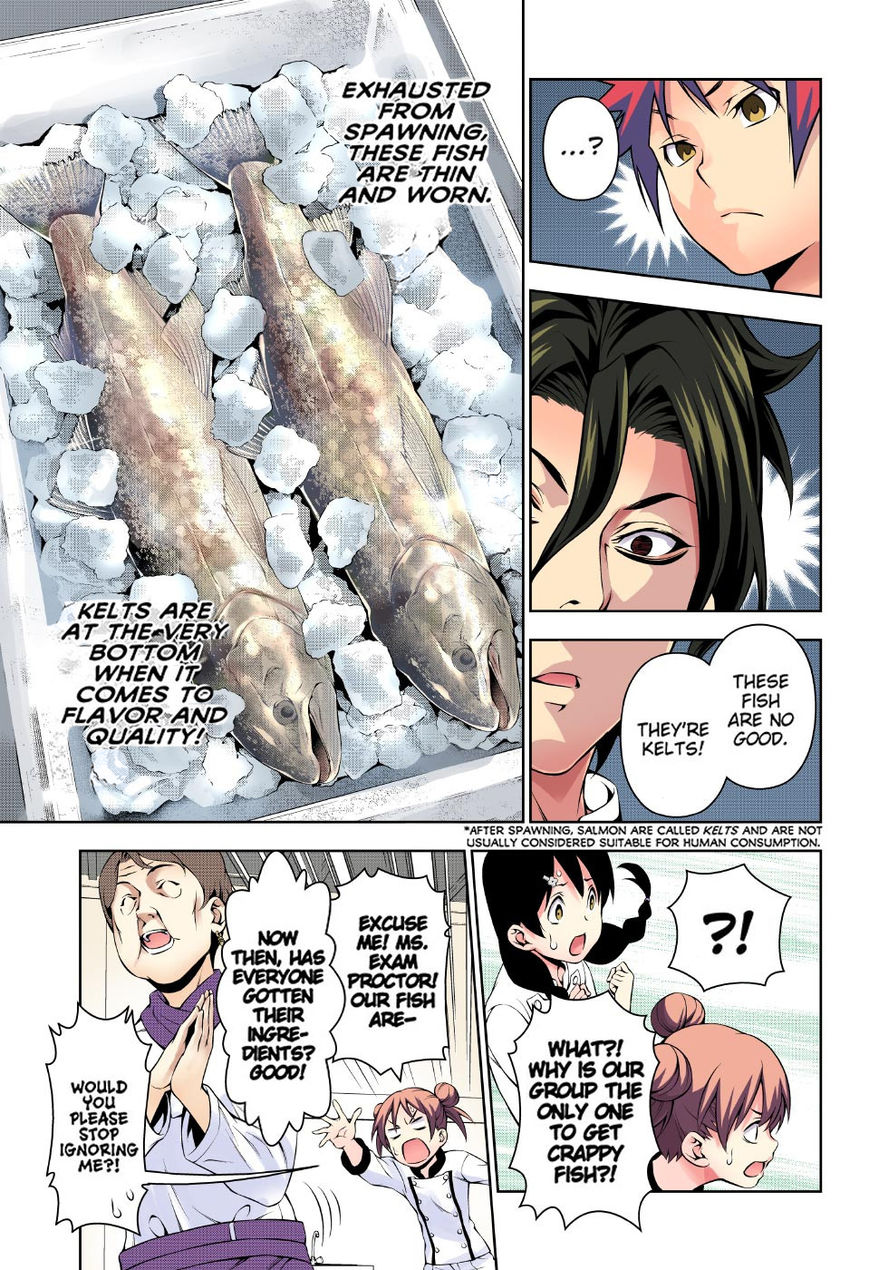 ...?
THESE
FISH
ARE NO
GOOD.
THEY'RE
KELTS!
EXHAUSTED
FROM
SPAWNING,
THESE FISH
ARE THIN
AND WORN.
KELTS ARE
AT THE VERY
BOTTOM
WHEN IT
COMES TO
FLAVOR AND
QUALITY!
*AFTER SPAWNING, SALMON ARE CALLED KELTS AND ARE NOT
USUALLY CONSIDERED SUITABLE FOR HUMAN CONSUMPTION.
?!
WHAT?!
WHY IS OUR
GROUP THE
ONLY ONE
TO GET
CRAPPY
FISH?!
EXCUSE
ME! MS.
EXAM
PROCTOR!
OUR FISH
ARE–
NOW
THEN, HAS
EVERYONE
GOTTEN
THEIR
INGRE-
DIENTS?
GOOD!
WOULD
YOU
PLEASE
STOP
IGNORING
ME?!